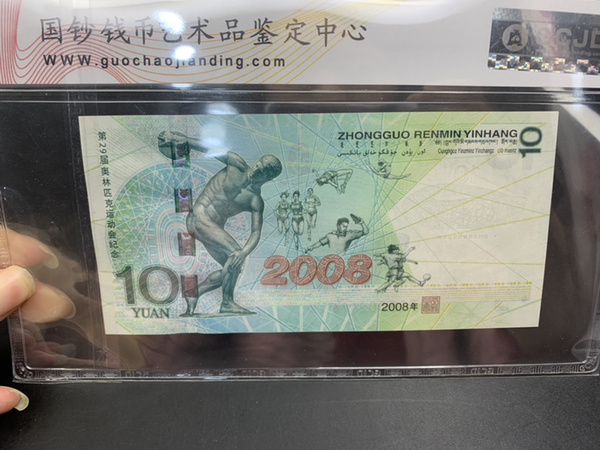 国钞钱币艺术品鉴定中心
www.guochaojianding.com
GCJD
第29届奥林匹克运动会纪念
ZHONGGUO RENMIN YINHANG
10
10
YUAN
2008
2008年